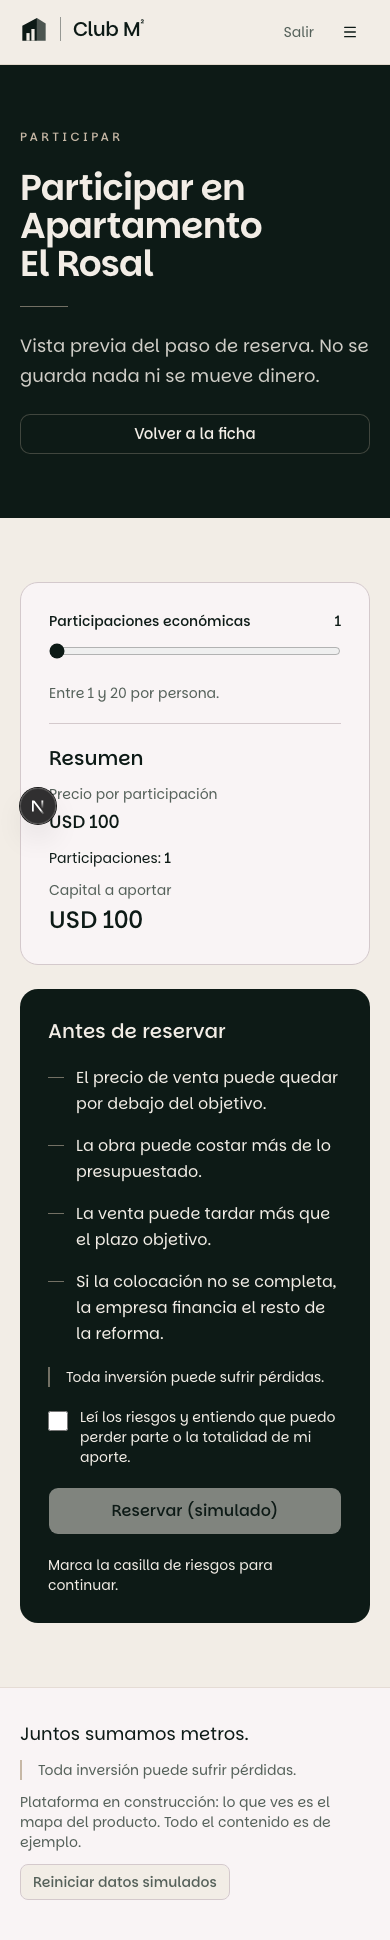 Club M²
Salir
PARTICIPAR
Participar en
Apartamento
El Rosal
Vista previa del paso de reserva. No se
guarda nada ni se mueve dinero.
Volver a la ficha
Participaciones económicas 1
Entre 1 y 20 por persona.
Resumen
Precio por participación
USD 100
Participaciones: 1
Capital a aportar
USD 100
Antes de reservar
El precio de venta puede quedar
por debajo del objetivo.
La obra puede costar más de lo
presupuestado.
La venta puede tardar más que
el plazo objetivo.
Si la colocación no se completa,
la empresa financia el resto de
la reforma.
Toda inversión puede sufrir pérdidas.
Leí los riesgos y entiendo que puedo
perder parte o la totalidad de mi
aporte.
Reservar (simulado)
Marca la casilla de riesgos para
continuar.
Juntos sumamos metros.
Toda inversión puede sufrir pérdidas.
Plataforma en construcción: lo que ves es el
mapa del producto. Todo el contenido es de
ejemplo.
Reiniciar datos simulados